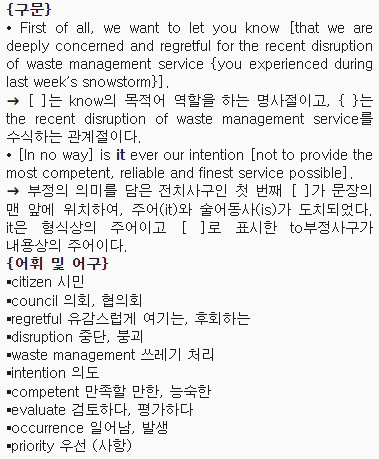 {구문}
• First of all, we want to let you know [that we are
deeply concerned and regretful for the recent disruption
of waste management service {you experienced during
last week's snowstorm}].
→ [ ]는 know의 목적어 역할을 하는 명사절이고, { }는
the recent disruption of waste management service를
수식하는 관계절이다.
• [In no way] is it ever our intention [not to provide the
most competent, reliable and finest service possible].
→ 부정의 의미를 담은 전치사구인 첫 번째 [ ]가 문장의
맨 앞에 위치하여, 주어(it)와 술어동사(is)가 도치되었다.
it은 형식상의 주어이고 [ ]로 표시한 to부정사구가
내용상의 주어이다.
{어휘 및 어구}
▪citizen 시민
▪council 의회, 협의회
▪regretful 유감스럽게 여기는, 후회하는
▪disruption 중단, 붕괴
▪waste management 쓰레기 처리
▪intention 의도
▪competent 만족할 만한, 능숙한
▪evaluate 검토하다, 평가하다
▪occurrence 일어남, 발생
▪priority 우선 (사항)